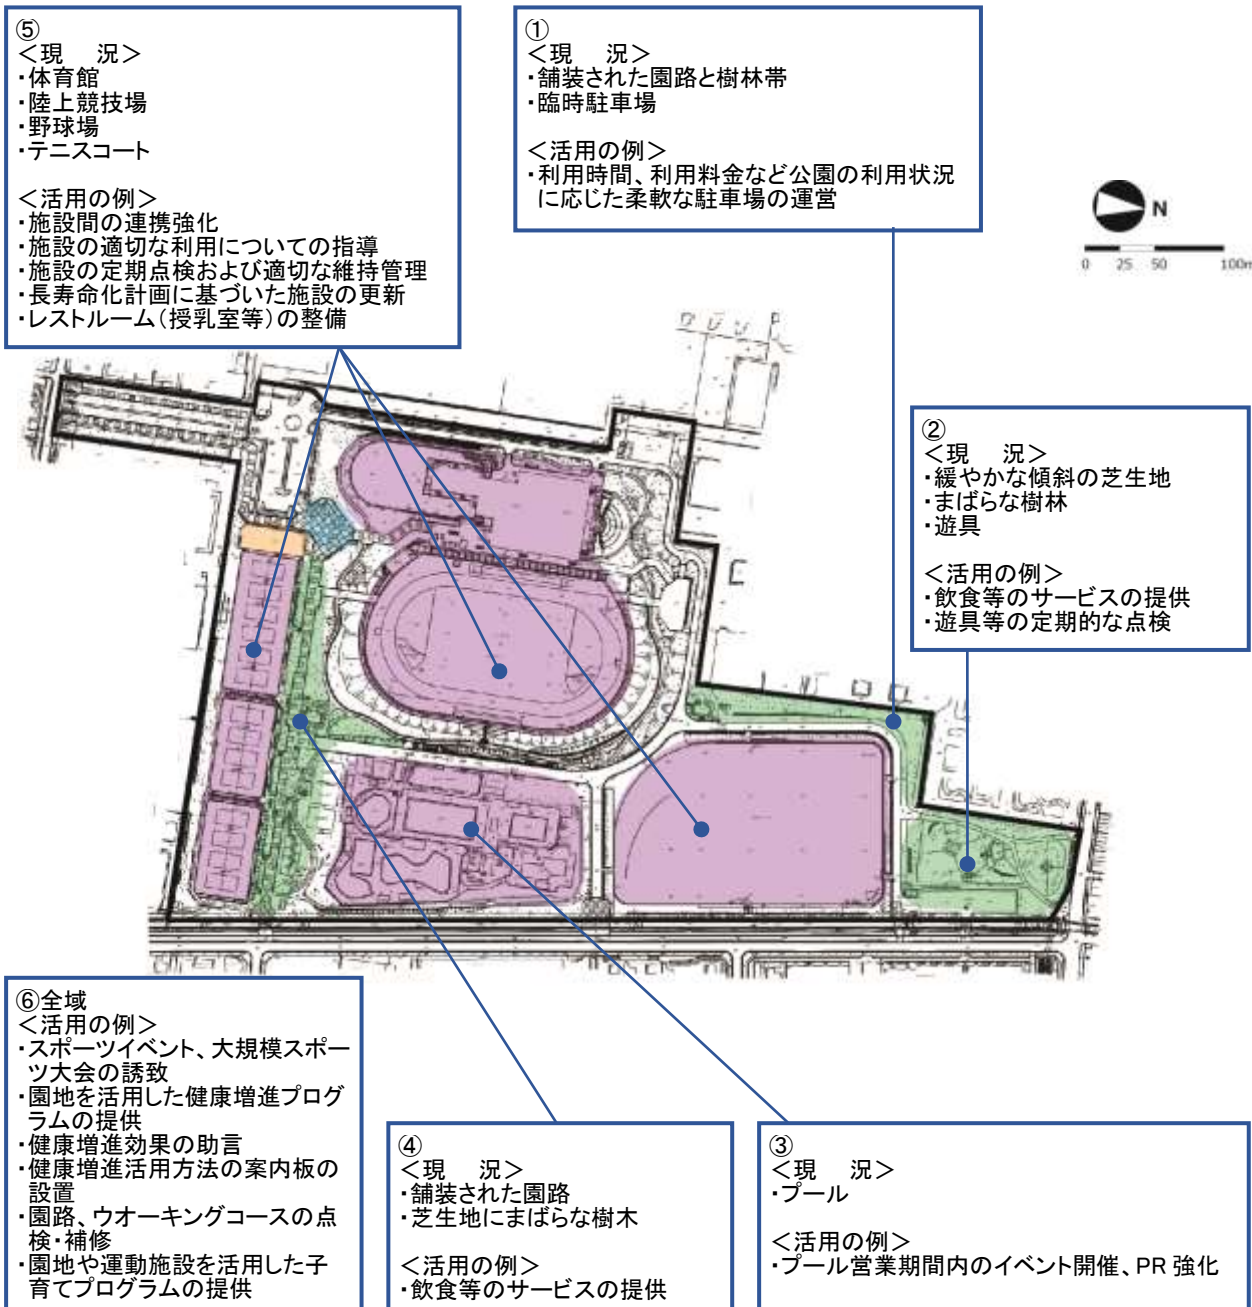 ⑤
＜現　況＞
・体育館
・陸上競技場
・野球場
・テニスコート
＜活用の例＞
・施設間の連携強化
・施設の適切な利用についての指導
・施設の定期点検および適切な維持管理
・長寿命化計画に基づいた施設の更新
・レストルーム（授乳室等）の整備
①
＜現　況＞
・舗装された園路と樹林帯
・臨時駐車場
＜活用の例＞
・利用時間、利用料金など公園の利用状況
に応じた柔軟な駐車場の運営
N
0 25 50 100m
②
＜現　況＞
・緩やかな傾斜の芝生地
・まばらな樹林
・遊具
＜活用の例＞
・飲食等のサービスの提供
・遊具等の定期的な点検
⑥全域
＜活用の例＞
・スポーツイベント、大規模スポー
ツ大会の誘致
・園地を活用した健康増進プログ
ラムの提供
・健康増進効果の助言
・健康増進活用方法の案内板の
設置
・園路、ウオーキングコースの点
検・補修
・園地や運動施設を活用した子
育てプログラムの提供
④
＜現　況＞
・舗装された園路
・芝生地にまばらな樹木
＜活用の例＞
・飲食等のサービスの提供
③
＜現　況＞
・プール
＜活用の例＞
・プール営業期間内のイベント開催、PR 強化